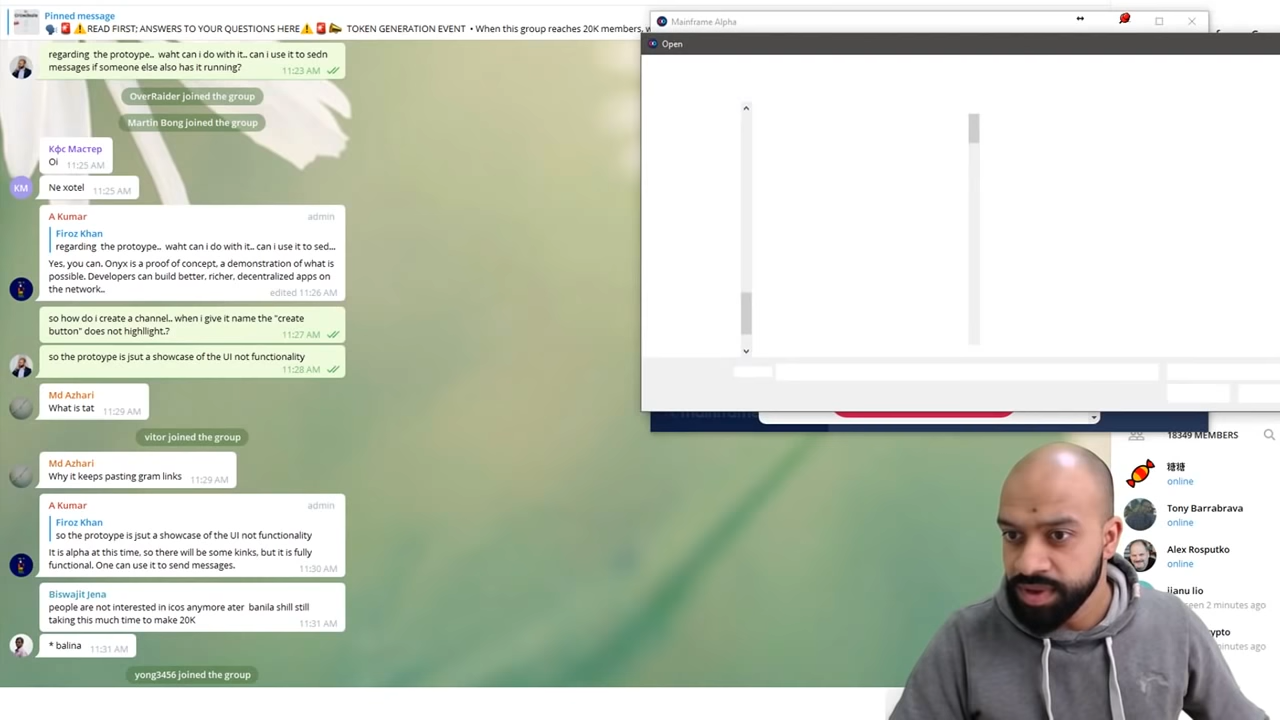 Pinned message
🗣🚨⚠️READ FIRST; ANSWERS TO YOUR QUESTIONS HERE⚠️🚨📣 TOKEN GENERATION EVENT • When this group reaches 20K members,
regarding the protoype.. waht can i do with it.. can i use it to sedn
messages if someone else also has it running?
11:23 AM
OverRaider joined the group
Martin Bong joined the group
Кфс Мастер
Oi 11:25 AM
KM
Ne xotel 11:25 AM
A Kumar admin
Firoz Khan
regarding the protoype.. waht can i do with it.. can i use it to sed...
Yes, you can. Onyx is a proof of concept, a demonstration of what is
possible. Developers can build better, richer, decentralized apps on
the network..
edited 11:26 AM
so how do i create a channel.. when i give it name the "create
button" does not highllight.?
11:27 AM
so the protoype is jsut a showcase of the UI not functionality
11:28 AM
Md Azhari
What is tat 11:29 AM
vitor joined the group
Md Azhari
Why it keeps pasting gram links 11:29 AM
A Kumar admin
Firoz Khan
so the protoype is jsut a showcase of the UI not functionality
It is alpha at this time, so there will be some kinks, but it is fully
functional. One can use it to send messages.
11:30 AM
Biswajit Jena
people are not interested in icos anymore ater banila shill still
taking this much time to make 20K
11:31 AM
* balina 11:31 AM
yong3456 joined the group
Mainframe Alpha
Open
18349 MEMBERS
糖糖
online
Tony Barrabrava
online
Alex Rosputko
online
jianu lio
seen 2 minutes ago
minutes ago